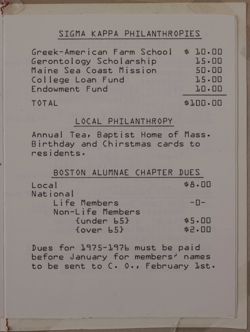 SIGMA KAPPA PHILANTHROPIES
Greek-American Farm School $ 10.00
Gerontology Scholarship 15.00
Maine Sea Coast Mission 50.00
College Loan Fund 15.00
Endowment Fund 10.00
TOTAL $100.00
LOCAL PHILANTHROPY
Annual Tea, Baptist Home of Mass.
Birthday and Chirstmas cards to
residents.
BOSTON ALUMNAE CHAPTER DUES
Local $8.00
National
Life Members -0-
Non-Life Members
{under 65} $5.00
{over 65} $2.00
Dues for 1975-1976 must be paid
before January for members' names
to be sent to C. O., February 1st.